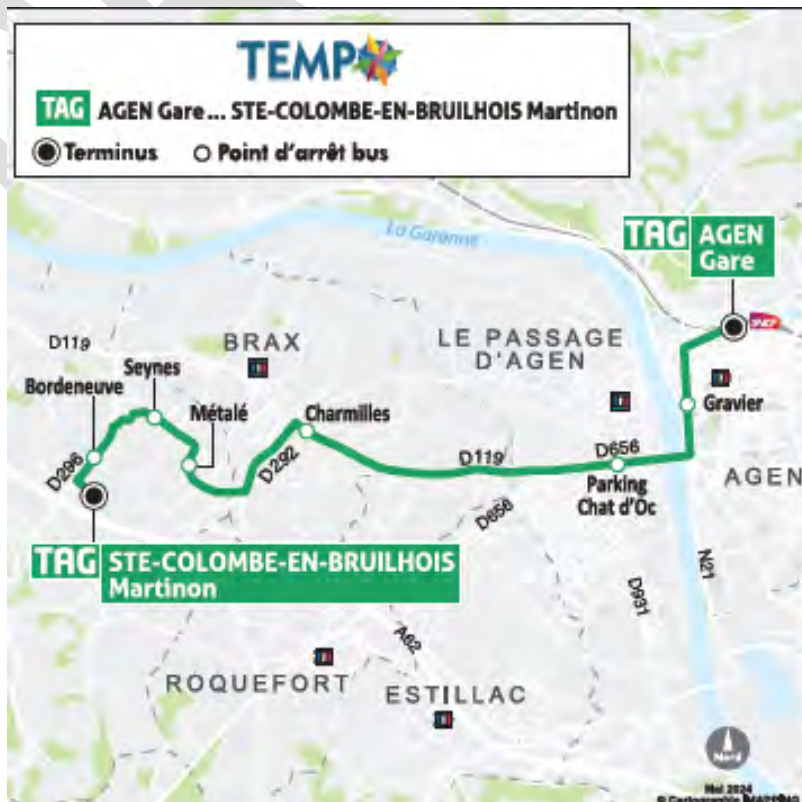 TEMPO
TAG AGEN Gare... STE-COLOMBE-EN-BRUILHOIS Martinon
Terminus
Point d'arrêt bus
La Garonne
TAG AGEN
Gare
SNCF
D119
BRAX
LE PASSAGE
D'AGEN
Seynes
Bordeneuve
Métalé
Charmilles
Gravier
D296
D292
D119
D656
Parking
Chat d'Oc
AGEN
D656
N21
TAG STE-COLOMBE-EN-BRUILHOIS
Martinon
D931
A62
ROQUEFORT
ESTILLAC
Nord
Mai 2024
© Cartographie